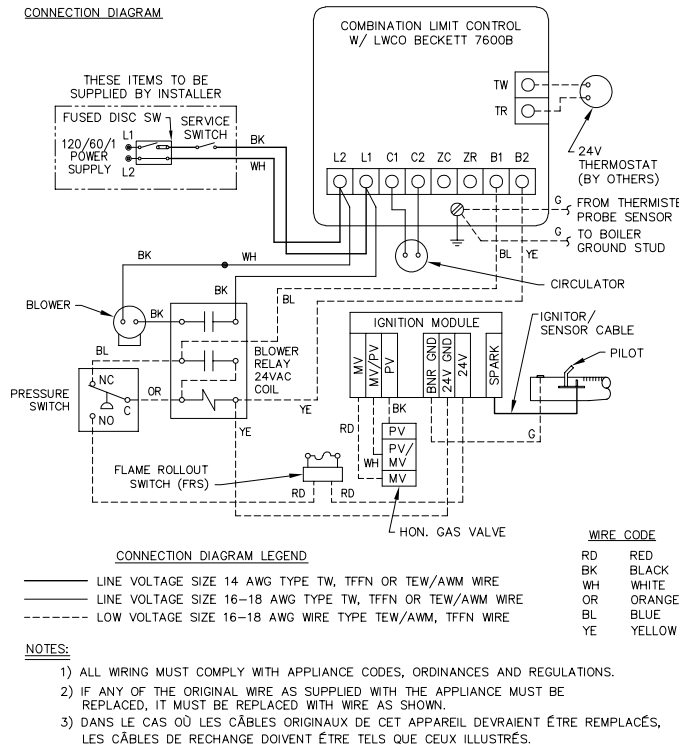 CONNECTION DIAGRAM
COMBINATION LIMIT CONTROL
W/ LWCO BECKETT 7600B
THESE ITEMS TO BE
SUPPLIED BY INSTALLER
FUSED DISC SW
SERVICE
SWITCH
L1
120/60/1
POWER
SUPPLY
L2
BK
WH
TW
TR
24V
THERMOSTAT
(BY OTHERS)
L2 L1 C1 C2 ZC ZR B1 B2
G
FROM THERMISTE
PROBE SENSOR
G
TO BOILER
GROUND STUD
BK
WH
BL
YE
CIRCULATOR
BK
BL
BLOWER
BK
BL
BLOWER
RELAY
24VAC
COIL
IGNITION MODULE
IGNITOR/
SENSOR CABLE
PILOT
MV
MV/PV
PV
BNR GND
24V GND
24V
SPARK
PRESSURE
SWITCH
NC
C
NO
OR
YE
YE
BK
RD
WH
PV
PV/
MV
MV
G
FLAME ROLLOUT
SWITCH (FRS)
RD
RD
HON. GAS VALVE
WIRE CODE
RD RED
BK BLACK
WH WHITE
OR ORANGE
BL BLUE
YE YELLOW
CONNECTION DIAGRAM LEGEND
LINE VOLTAGE SIZE 14 AWG TYPE TW, TFFN OR TEW/AWM WIRE
LINE VOLTAGE SIZE 16-18 AWG TYPE TW, TFFN OR TEW/AWM WIRE
LOW VOLTAGE SIZE 16-18 AWG WIRE TYPE TEW/AWM, TFFN WIRE
NOTES:
1) ALL WIRING MUST COMPLY WITH APPLIANCE CODES, ORDINANCES AND REGULATIONS.
2) IF ANY OF THE ORIGINAL WIRE AS SUPPLIED WITH THE APPLIANCE MUST BE
REPLACED, IT MUST BE REPLACED WITH WIRE AS SHOWN.
3) DANS LE CAS OÙ LES CÃBLES ORIGINAUX DE CET APPAREIL DEVRAIENT ÉTRE REMPLACÉS,
LES CÃBLES DE RECHANGE DOIVENT ÉTRE TELS QUE CEUX ILLUSTRÉS.